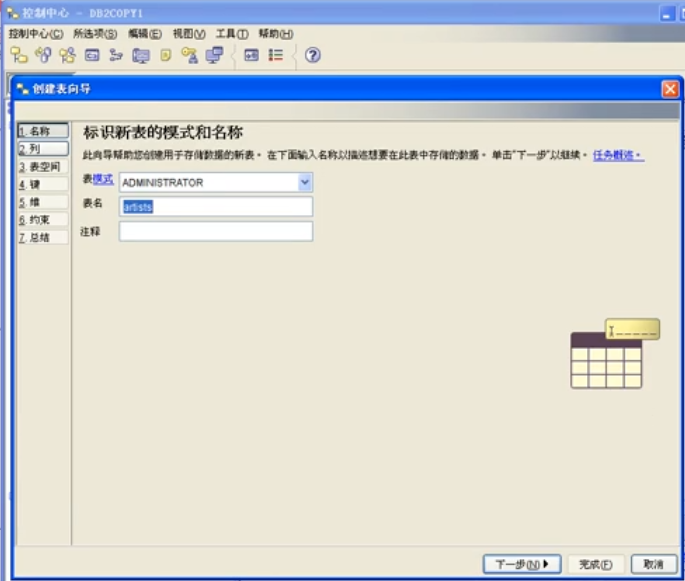 控制中心 - DB2COPY1
控制中心(C) 所选项(S) 编辑(E) 视图(V) 工具(T) 帮助(H)
创建表向导
1. 名称
2. 列
3. 表空间
4. 键
5. 维
6. 约束
7. 总结
标识新表的模式和名称
此向导帮助您创建用于存储数据的新表。在下面输入名称以描述想要在此表中存储的数据。单击“下一步”以继续。 任务概述。
表模式 ADMINISTRATOR
表名 artists
注释
下一步(N) 完成(F) 取消